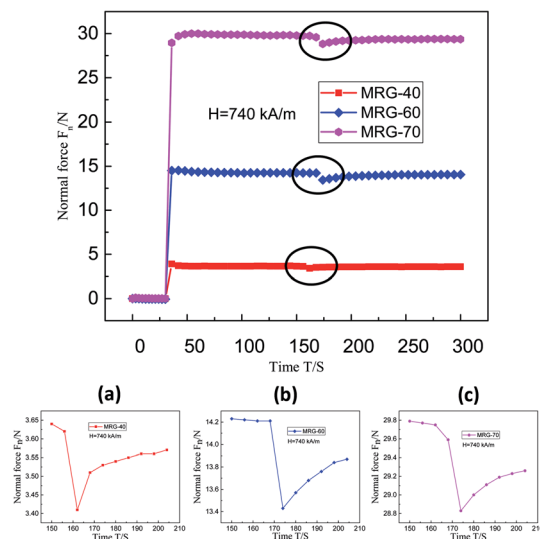 30
25
20
15
10
5
0
Normal force Fn/N
H=740 kA/m
MRG-40
MRG-60
MRG-70
0 50 100 150 200 250 300
Time T/S
(a) (b) (c)
3.65
3.60
3.55
3.50
3.45
3.40
Normal force Fn/N
MRG-40
H=740 kA/m
150 160 170 180 190 200 210
Time T/S
14.2
14.0
13.8
13.6
13.4
Normal force Fn/N
MRG-60
H=740 kA/m
150 160 170 180 190 200 210
Time T/S
29.8
29.6
29.4
29.2
29.0
28.8
Normal force Fn/N
MRG-70
H=740 kA/m
150 160 170 180 190 200 210
Time T/S